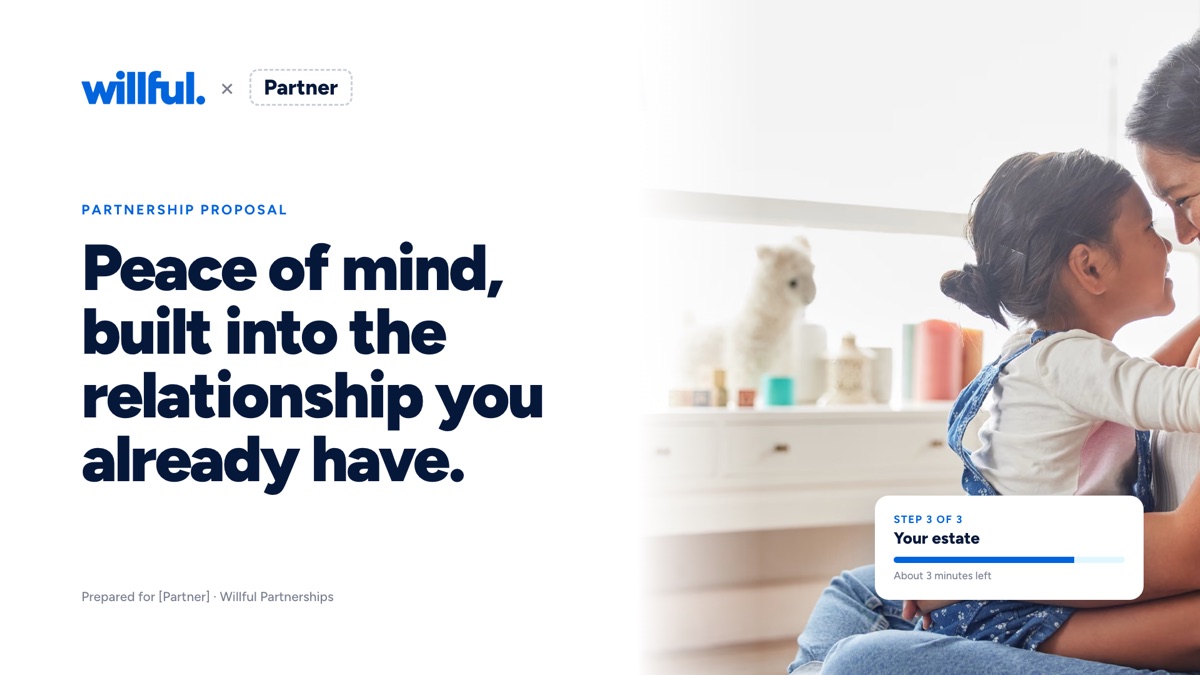 willful. × Partner
PARTNERSHIP PROPOSAL
Peace of mind,
built into the
relationship you
already have.
STEP 3 OF 3
Your estate
About 3 minutes left
Prepared for [Partner] · Willful Partnerships